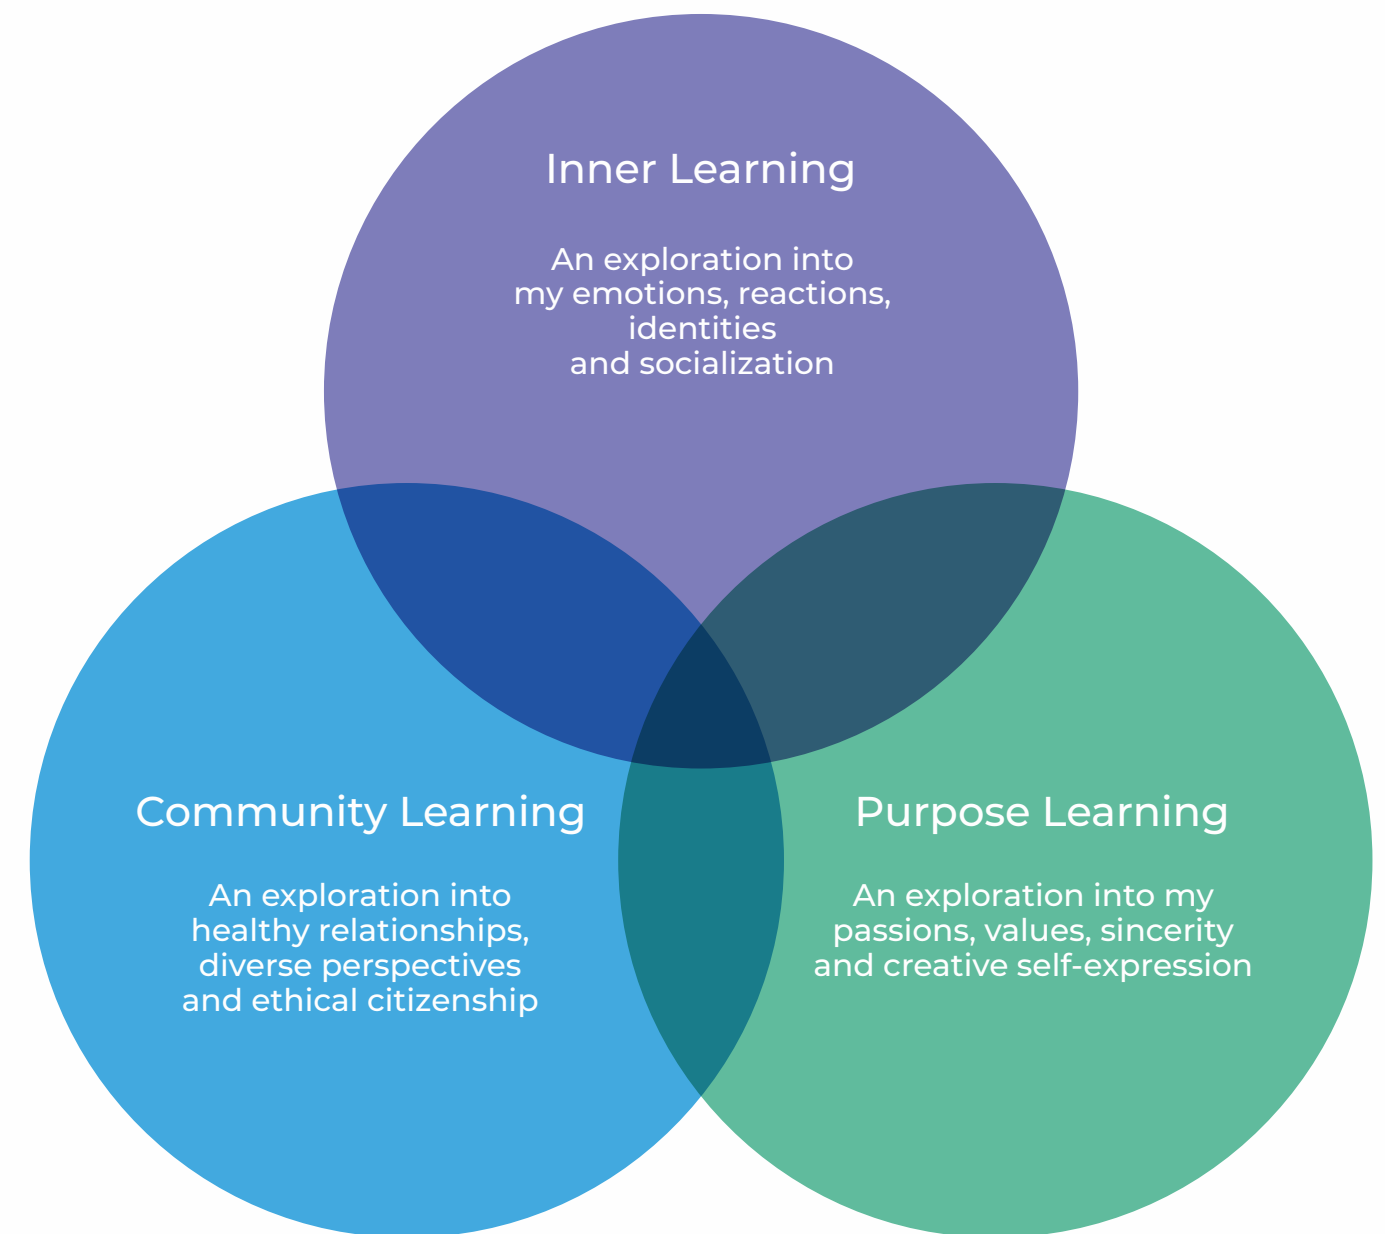 Inner Learning
An exploration into
my emotions, reactions,
identities
and socialization
Community Learning
An exploration into
healthy relationships,
diverse perspectives
and ethical citizenship
Purpose Learning
An exploration into my
passions, values, sincerity
and creative self-expression